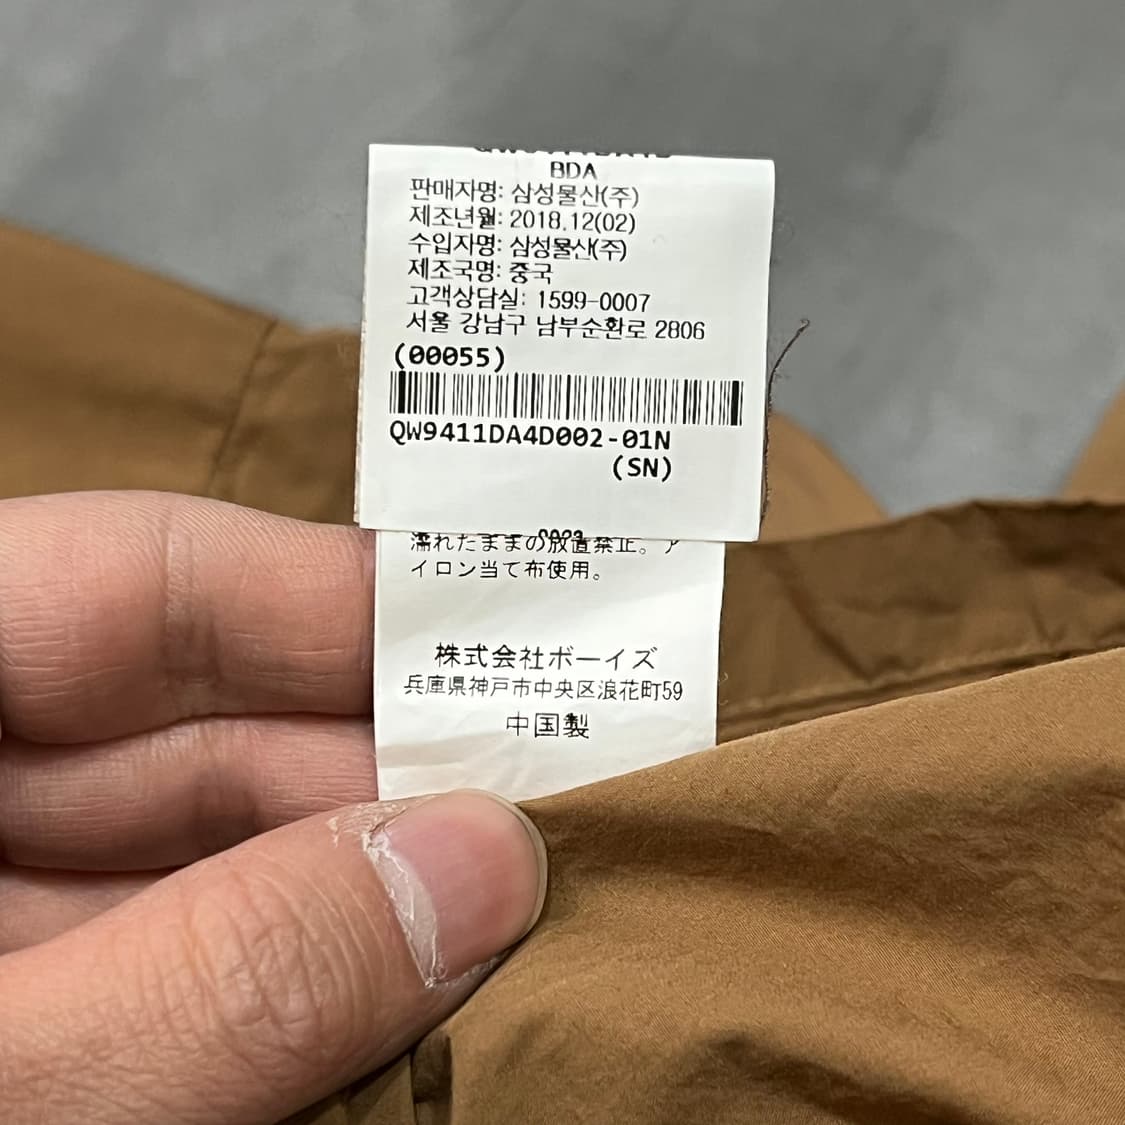 BDA
판매자명: 삼성물산(주)
제조년월: 2018.12(02)
수입자명: 삼성물산(주)
제조국명: 중국
고객상담실: 1599-0007
서울 강남구 남부순환로 2806
(00055)
QW9411DA4D002-01N
(SN)
濡れたままの放置禁止。ア
イロン当て布使用。
株式会社ボーイズ
兵庫県神戸市中央区浪花町59
中国製